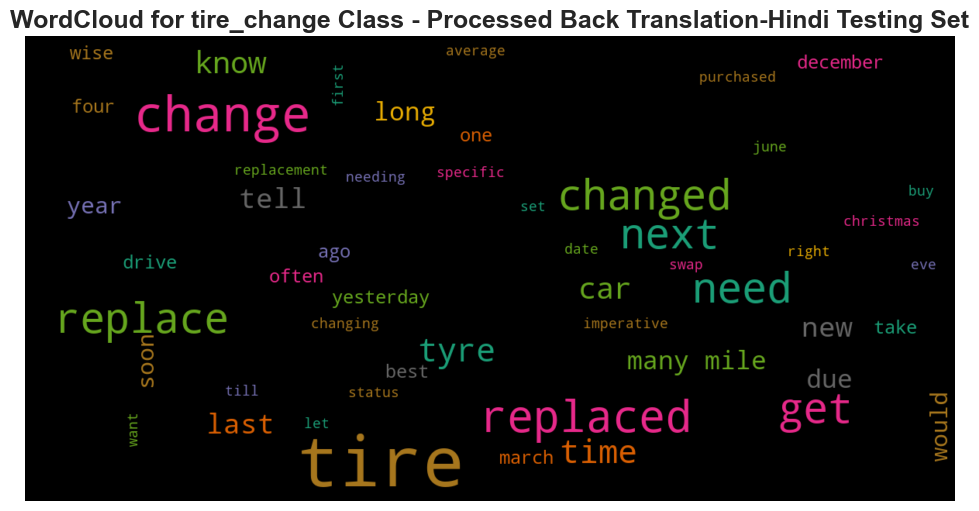 WordCloud for tire_change Class - Processed Back Translation-Hindi Testing Set
wise
know
first
average
purchased
december
four
change
long
one
june
replacement
needing
specific
year
tell
set
changed
buy
christmas
next
drive
ago
date
right
often
swap
eve
yesterday
car
need
replace
changing
imperative
new
take
soon
tyre
many mile
best
due
till
status
want
last
let
replaced
get
would
tire
march
time